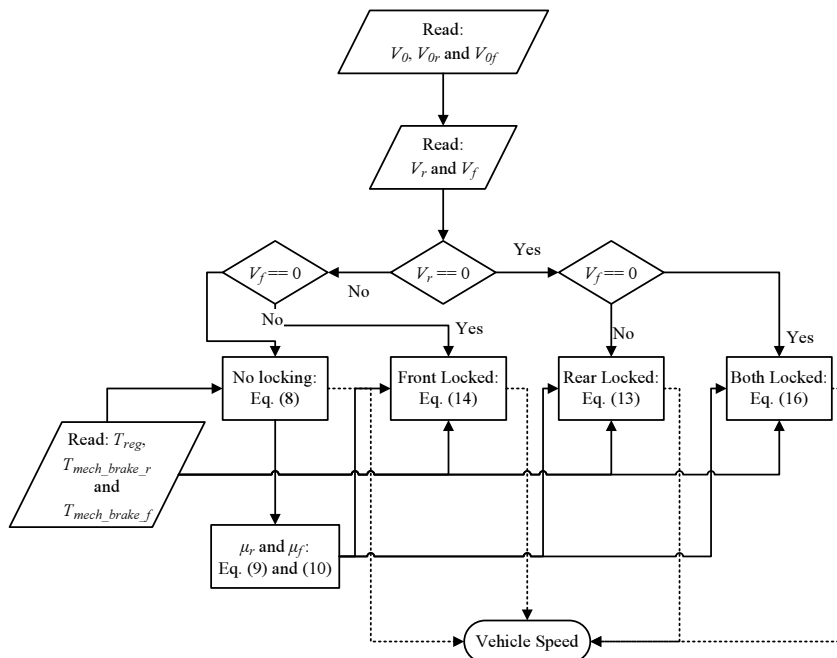 Read:
V0, V0r and V0f
Read:
Vr and Vf
Vf == 0
Vr == 0
Vf == 0
Yes
No
No
Yes
No
Yes
No locking:
Eq. (8)
Front Locked:
Eq. (14)
Rear Locked:
Eq. (13)
Both Locked:
Eq. (16)
Read: Treg,
Tmech_brake_r
and
Tmech_brake_f
μr and μf:
Eq. (9) and (10)
Vehicle Speed